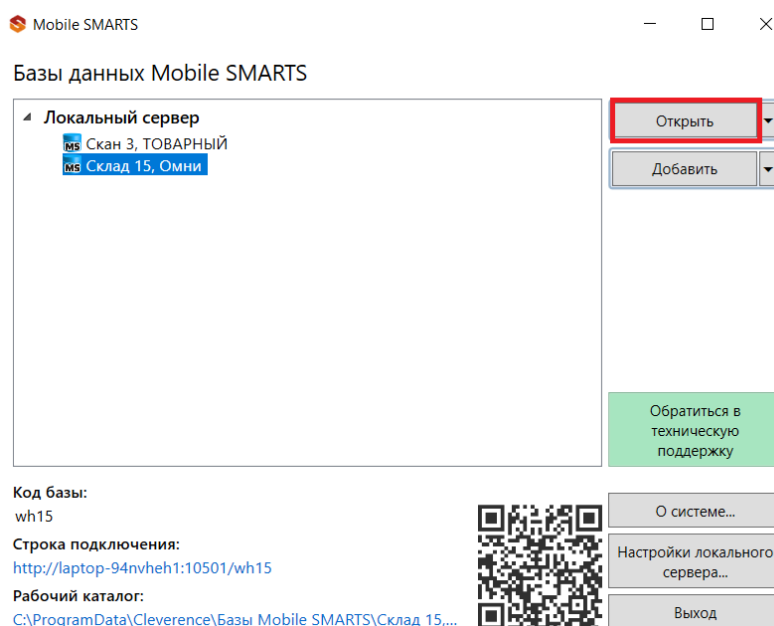 Mobile SMARTS
Базы данных Mobile SMARTS
Локальный сервер
Скан 3, ТОВАРНЫЙ
Склад 15, Омни
Открыть
Добавить
Обратиться в
техническую
поддержку
Код базы:
wh15
Строка подключения:
http://laptop-94nvheh1:10501/wh15
Рабочий каталог:
C:\ProgramData\Cleverence\Базы Mobile SMARTS\Склад 15,...
О системе...
Настройки локального
сервера...
Выход